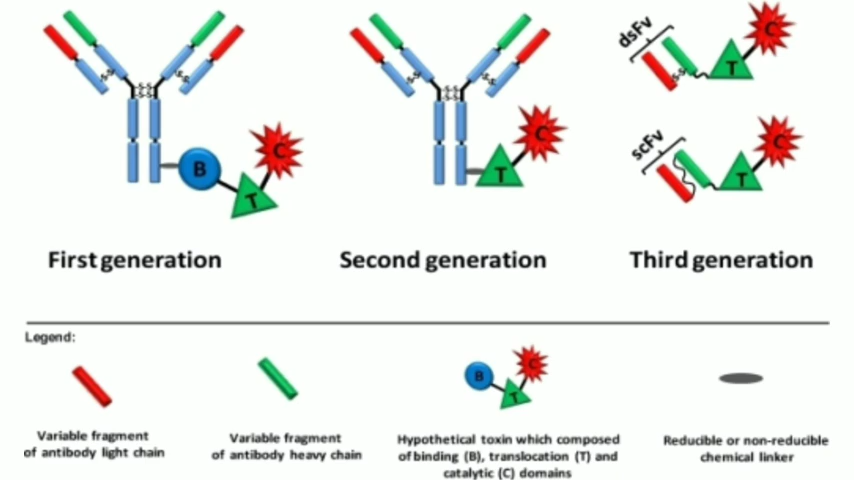 dsFv
s-s
s-s
s-s
s-s
s-s
s-s
s-s
s-s
s-s
C
T
B
C
T
C
T
scFv
C
T
First generation
Second generation
Third generation
Legend:
B
T
C
Variable fragment
of antibody light chain
Variable fragment
of antibody heavy chain
Hypothetical toxin which composed
of binding (B), translocation (T) and
catalytic (C) domains
Reducible or non-reducible
chemical linker